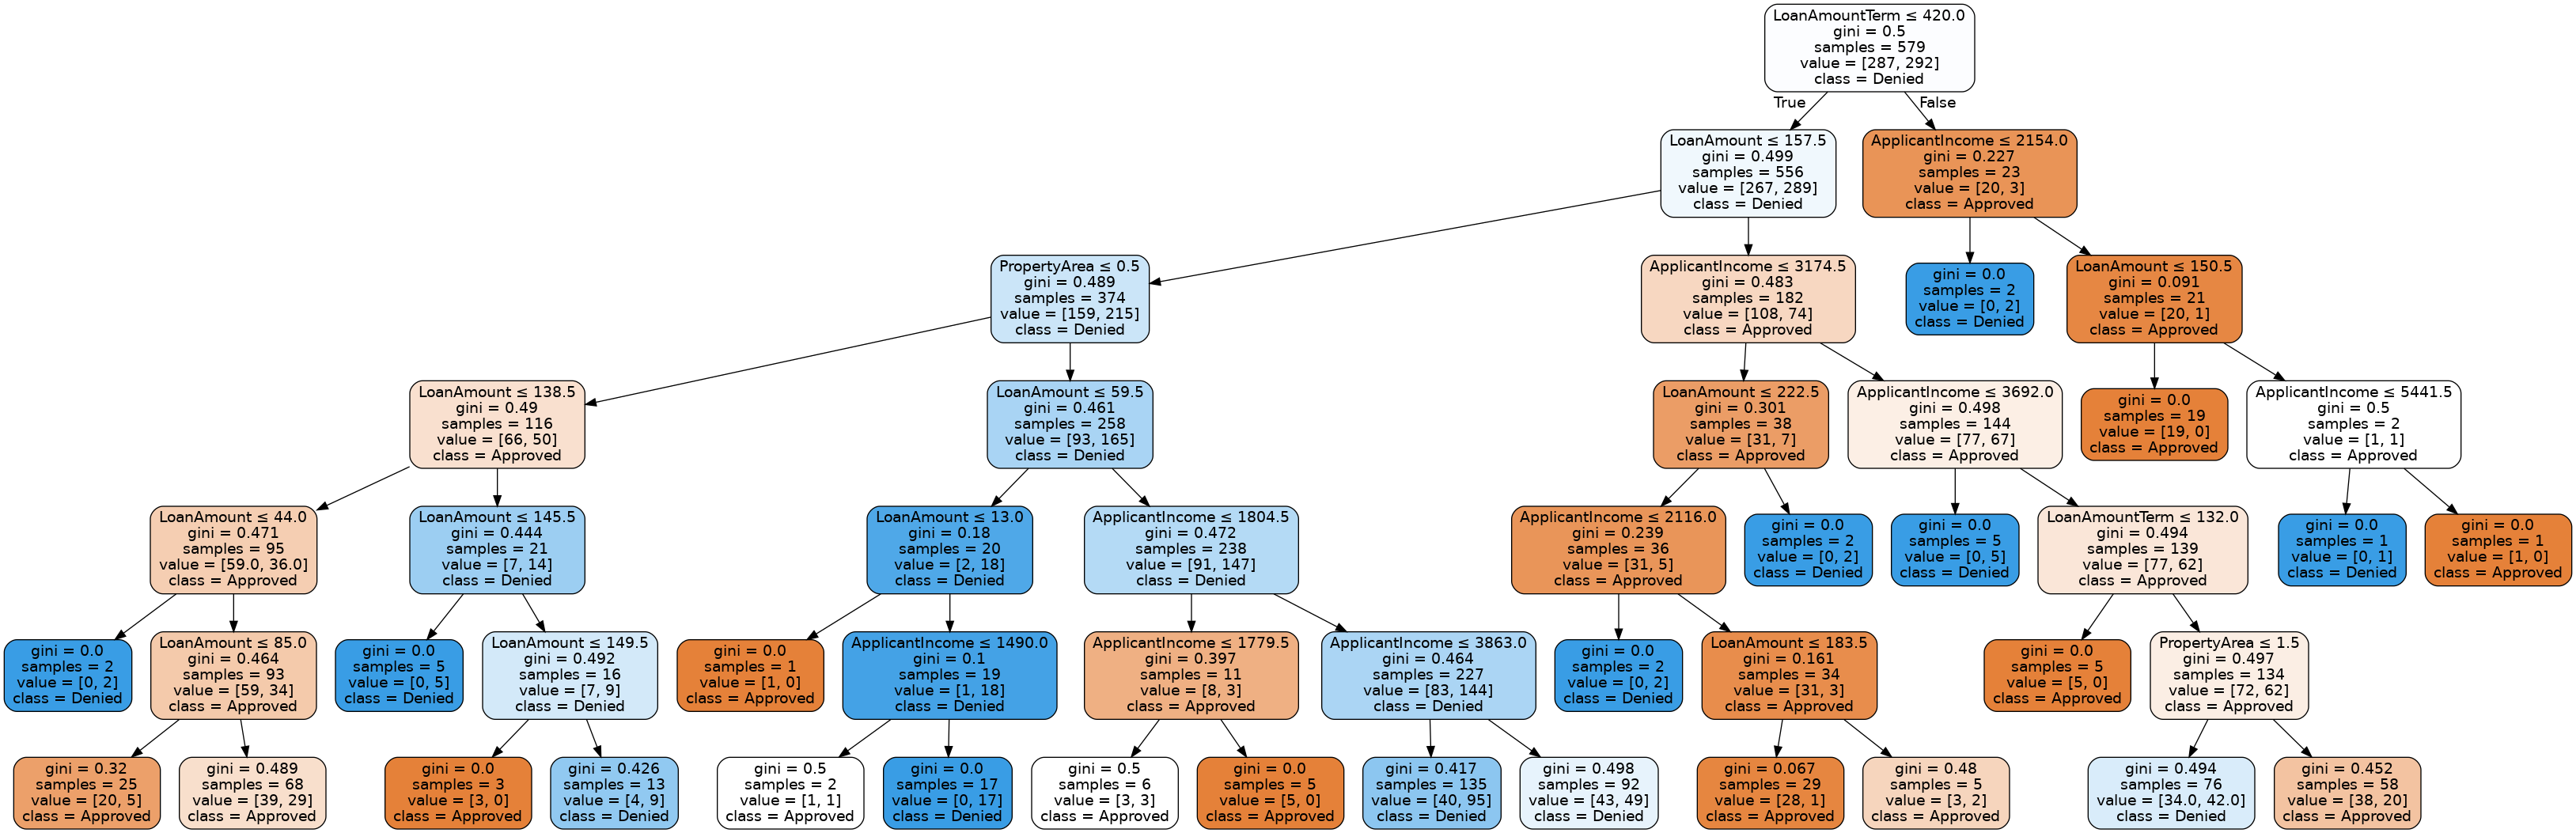 LoanAmountTerm ≤ 420.0
gini = 0.5
samples = 579
value = [287, 292]
class = Denied
True
False
LoanAmount ≤ 157.5
gini = 0.499
samples = 556
value = [267, 289]
class = Denied
ApplicantIncome ≤ 2154.0
gini = 0.227
samples = 23
value = [20, 3]
class = Approved
PropertyArea ≤ 0.5
gini = 0.489
samples = 374
value = [159, 215]
class = Denied
ApplicantIncome ≤ 3174.5
gini = 0.483
samples = 182
value = [108, 74]
class = Approved
gini = 0.0
samples = 2
value = [0, 2]
class = Denied
LoanAmount ≤ 150.5
gini = 0.091
samples = 21
value = [20, 1]
class = Approved
LoanAmount ≤ 138.5
gini = 0.49
samples = 116
value = [66, 50]
class = Approved
LoanAmount ≤ 59.5
gini = 0.461
samples = 258
value = [93, 165]
class = Denied
LoanAmount ≤ 222.5
gini = 0.301
samples = 38
value = [31, 7]
class = Approved
ApplicantIncome ≤ 3692.0
gini = 0.498
samples = 144
value = [77, 67]
class = Approved
gini = 0.0
samples = 19
value = [19, 0]
class = Approved
ApplicantIncome ≤ 5441.5
gini = 0.5
samples = 2
value = [1, 1]
class = Approved
LoanAmount ≤ 44.0
gini = 0.471
samples = 95
value = [59.0, 36.0]
class = Approved
LoanAmount ≤ 145.5
gini = 0.444
samples = 21
value = [7, 14]
class = Denied
LoanAmount ≤ 13.0
gini = 0.18
samples = 20
value = [2, 18]
class = Denied
ApplicantIncome ≤ 1804.5
gini = 0.472
samples = 238
value = [91, 147]
class = Denied
ApplicantIncome ≤ 2116.0
gini = 0.239
samples = 36
value = [31, 5]
class = Approved
gini = 0.0
samples = 2
value = [0, 2]
class = Denied
gini = 0.0
samples = 5
value = [0, 5]
class = Denied
LoanAmountTerm ≤ 132.0
gini = 0.494
samples = 139
value = [77, 62]
class = Approved
gini = 0.0
samples = 1
value = [0, 1]
class = Denied
gini = 0.0
samples = 1
value = [1, 0]
class = Approved
gini = 0.0
samples = 2
value = [0, 2]
class = Denied
LoanAmount ≤ 85.0
gini = 0.464
samples = 93
value = [59, 34]
class = Approved
gini = 0.0
samples = 5
value = [0, 5]
class = Denied
LoanAmount ≤ 149.5
gini = 0.492
samples = 16
value = [7, 9]
class = Denied
gini = 0.0
samples = 1
value = [1, 0]
class = Approved
ApplicantIncome ≤ 1490.0
gini = 0.1
samples = 19
value = [1, 18]
class = Denied
ApplicantIncome ≤ 1779.5
gini = 0.397
samples = 11
value = [8, 3]
class = Approved
ApplicantIncome ≤ 3863.0
gini = 0.464
samples = 227
value = [83, 144]
class = Denied
gini = 0.0
samples = 2
value = [0, 2]
class = Denied
LoanAmount ≤ 183.5
gini = 0.161
samples = 34
value = [31, 3]
class = Approved
gini = 0.0
samples = 5
value = [5, 0]
class = Approved
PropertyArea ≤ 1.5
gini = 0.497
samples = 134
value = [72, 62]
class = Approved
gini = 0.32
samples = 25
value = [20, 5]
class = Approved
gini = 0.489
samples = 68
value = [39, 29]
class = Approved
gini = 0.0
samples = 3
value = [3, 0]
class = Approved
gini = 0.426
samples = 13
value = [4, 9]
class = Denied
gini = 0.5
samples = 2
value = [1, 1]
class = Approved
gini = 0.0
samples = 17
value = [0, 17]
class = Denied
gini = 0.5
samples = 6
value = [3, 3]
class = Approved
gini = 0.0
samples = 5
value = [5, 0]
class = Approved
gini = 0.417
samples = 135
value = [40, 95]
class = Denied
gini = 0.498
samples = 92
value = [43, 49]
class = Denied
gini = 0.067
samples = 29
value = [28, 1]
class = Approved
gini = 0.48
samples = 5
value = [3, 2]
class = Approved
gini = 0.494
samples = 76
value = [34.0, 42.0]
class = Denied
gini = 0.452
samples = 58
value = [38, 20]
class = Approved